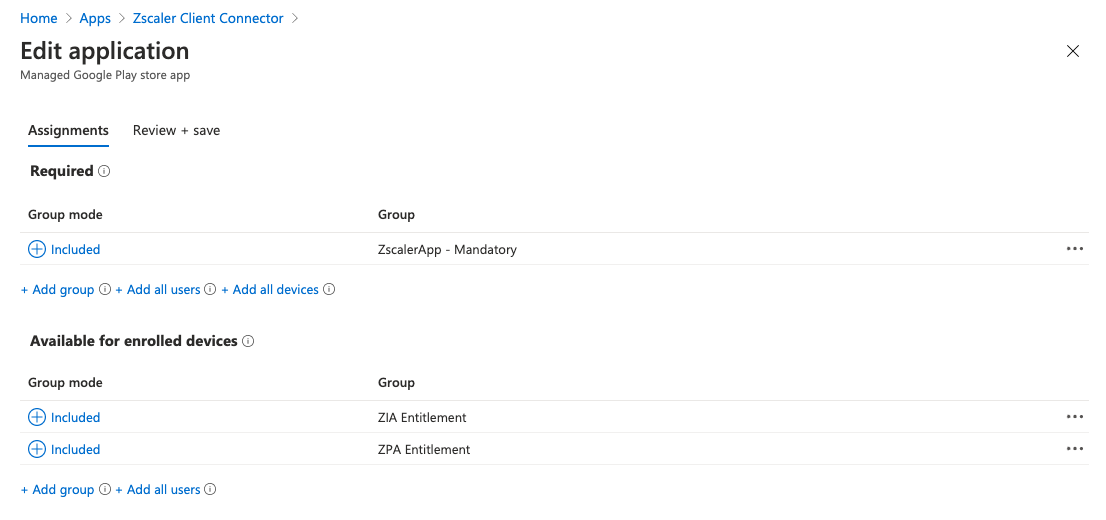 Home > Apps > Zscaler Client Connector >
Edit application
Managed Google Play store app
Assignments Review + save
Required
Group mode Group
Included ZscalerApp - Mandatory
+ Add group + Add all users + Add all devices
Available for enrolled devices
Group mode Group
Included ZIA Entitlement
Included ZPA Entitlement
+ Add group + Add all users